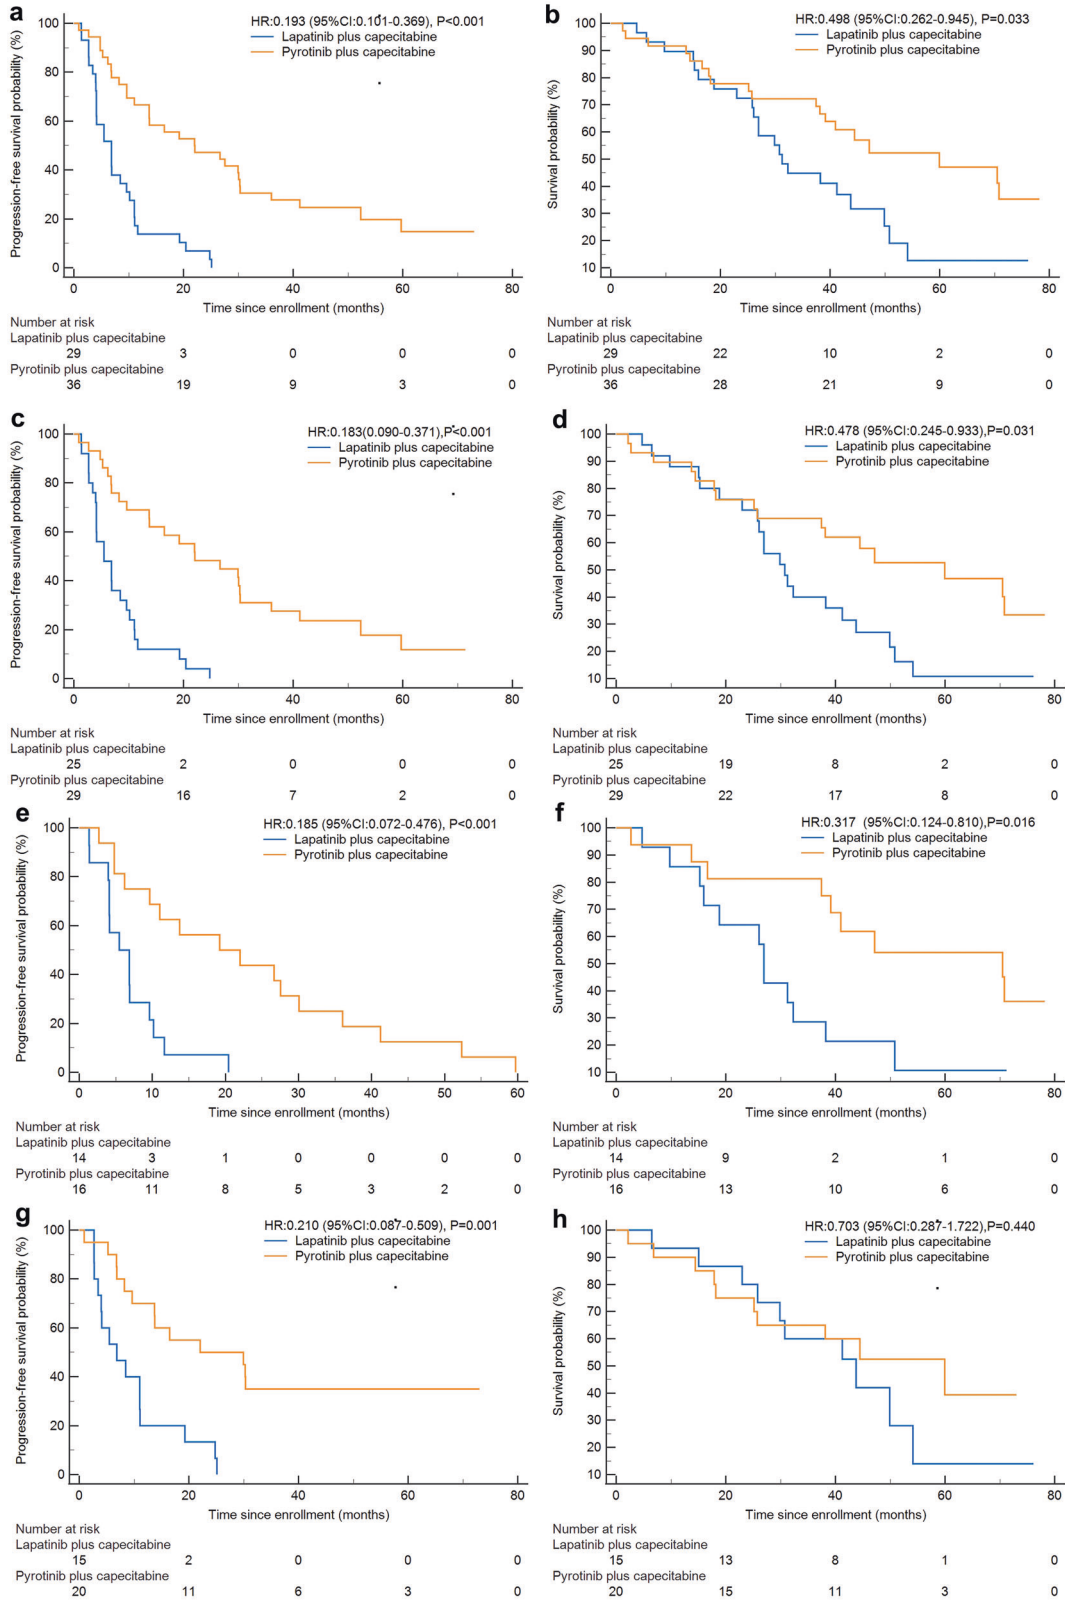 a
HR:0.193 (95%CI:0.101-0.369), P<0.001
Lapatinib plus capecitabine
Pyrotinib plus capecitabine
Progression-free survival probability (%)
100
80
60
40
20
0
0 20 40 60 80
Time since enrollment (months)
Number at risk
Lapatinib plus capecitabine
29 3 0 0 0
Pyrotinib plus capecitabine
36 19 9 3 0
b
HR:0.498 (95%CI:0.262-0.945), P=0.033
Lapatinib plus capecitabine
Pyrotinib plus capecitabine
Survival probability (%)
100
90
80
70
60
50
40
30
20
10
0 20 40 60 80
Time since enrollment (months)
Number at risk
Lapatinib plus capecitabine
29 22 10 2 0
Pyrotinib plus capecitabine
36 28 21 9 0
c
HR:0.183(0.090-0.371),P<0.001
Lapatinib plus capecitabine
Pyrotinib plus capecitabine
Progression-free survival probability (%)
100
80
60
40
20
0
0 20 40 60 80
Time since enrollment (months)
Number at risk
Lapatinib plus capecitabine
25 2 0 0 0
Pyrotinib plus capecitabine
29 16 7 2 0
d
HR:0.478 (95%CI:0.245-0.933),P=0.031
Lapatinib plus capecitabine
Pyrotinib plus capecitabine
Survival probability (%)
100
90
80
70
60
50
40
30
20
10
0 20 40 60 80
Time since enrollment (months)
Number at risk
Lapatinib plus capecitabine
25 19 8 2 0
Pyrotinib plus capecitabine
29 22 17 8 0
e
HR:0.185 (95%CI:0.072-0.476), P<0.001
Lapatinib plus capecitabine
Pyrotinib plus capecitabine
Progression-free survival probability (%)
100
80
60
40
20
0
0 10 20 30 40 50 60
Time since enrollment (months)
Number at risk
Lapatinib plus capecitabine
14 3 1 0 0 0 0
Pyrotinib plus capecitabine
16 11 8 5 3 2 0
f
HR:0.317 (95%CI:0.124-0.810),P=0.016
Lapatinib plus capecitabine
Pyrotinib plus capecitabine
Survival probability (%)
100
90
80
70
60
50
40
30
20
10
0 20 40 60 80
Time since enrollment (months)
Number at risk
Lapatinib plus capecitabine
14 9 2 1 0
Pyrotinib plus capecitabine
16 13 10 6 0
g
HR:0.210 (95%CI:0.087-0.509), P=0.001
Lapatinib plus capecitabine
Pyrotinib plus capecitabine
Progression-free survival probability (%)
100
80
60
40
20
0
0 20 40 60 80
Time since enrollment (months)
Number at risk
Lapatinib plus capecitabine
15 2 0 0 0
Pyrotinib plus capecitabine
20 11 6 3 0
h
HR:0.703 (95%CI:0.287-1.722),P=0.440
Lapatinib plus capecitabine
Pyrotinib plus capecitabine
Survival probability (%)
100
90
80
70
60
50
40
30
20
10
0 20 40 60 80
Time since enrollment (months)
Number at risk
Lapatinib plus capecitabine
15 13 8 1 0
Pyrotinib plus capecitabine
20 15 11 3 0